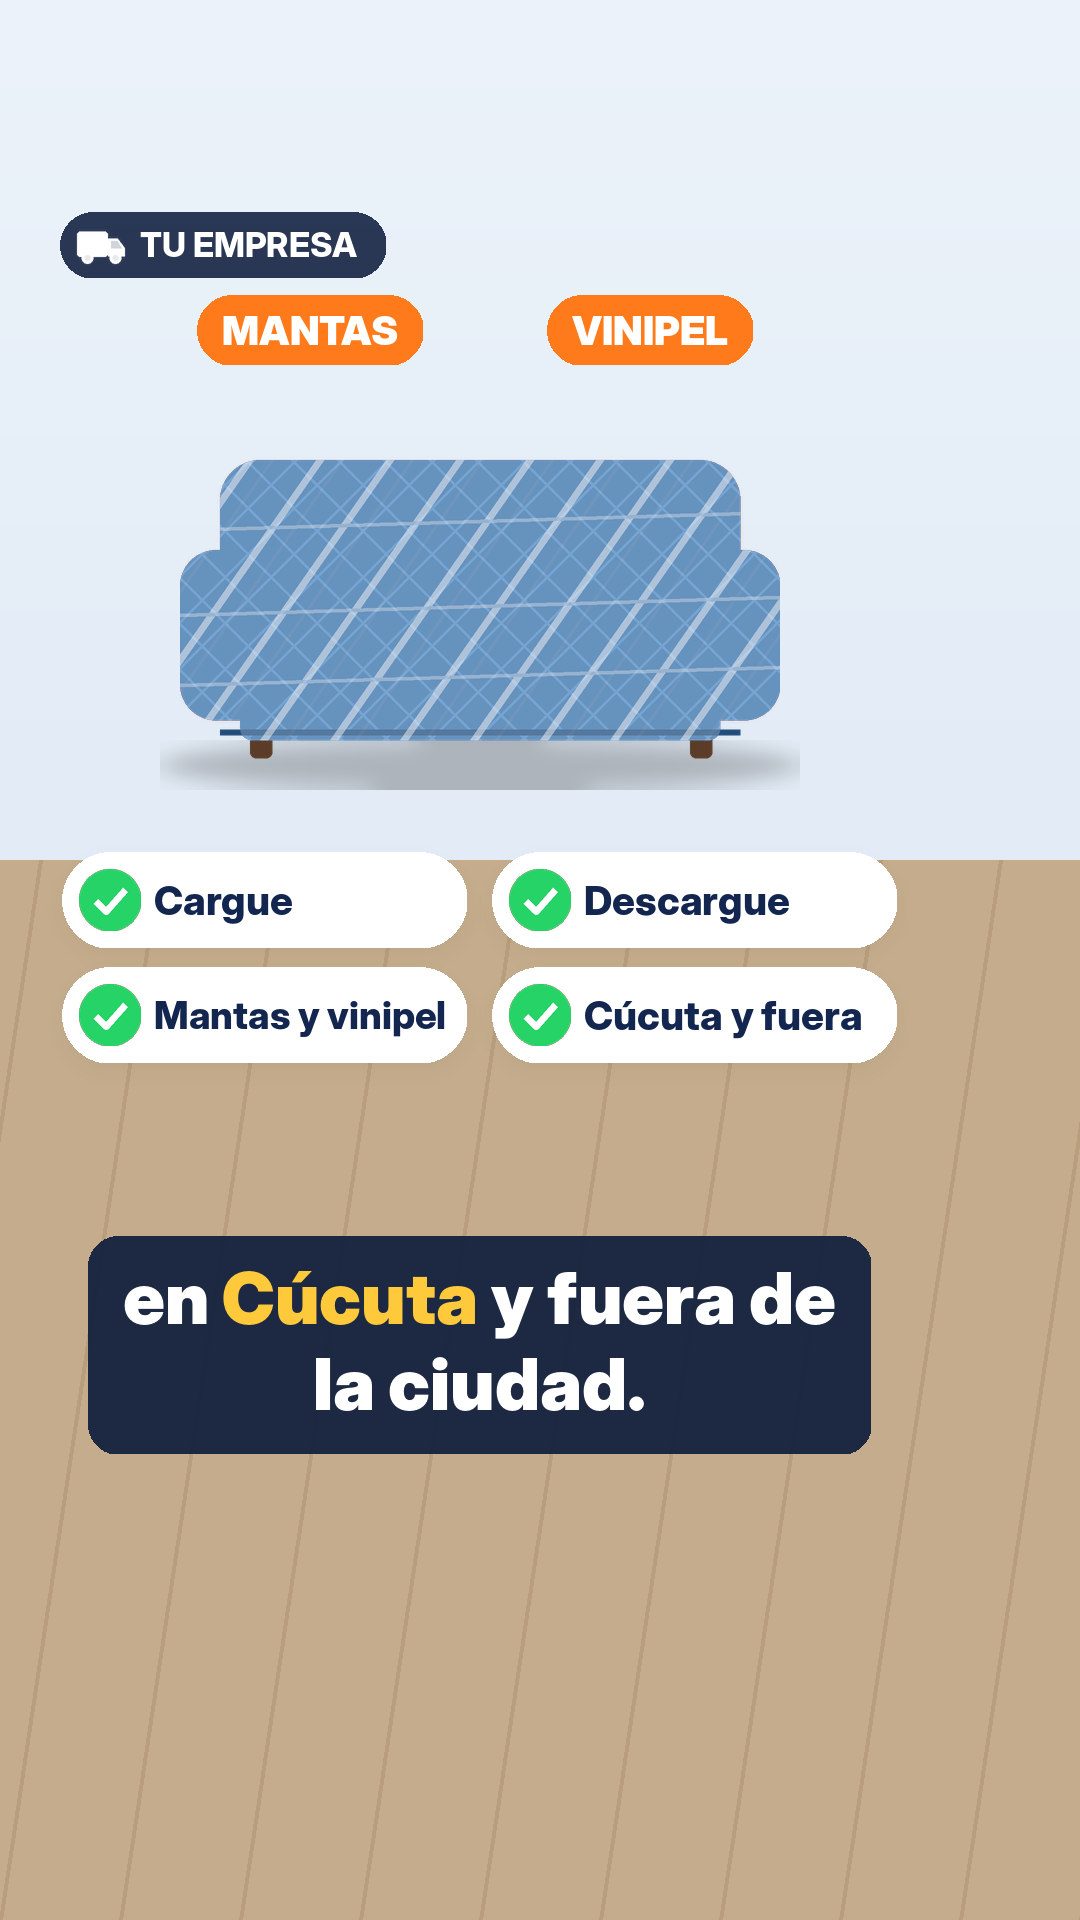 TU EMPRESA
MANTAS
VINIPEL
Cargue
Descargue
Mantas y vinipel
Cúcuta y fuera
en Cúcuta y fuera de
la ciudad.